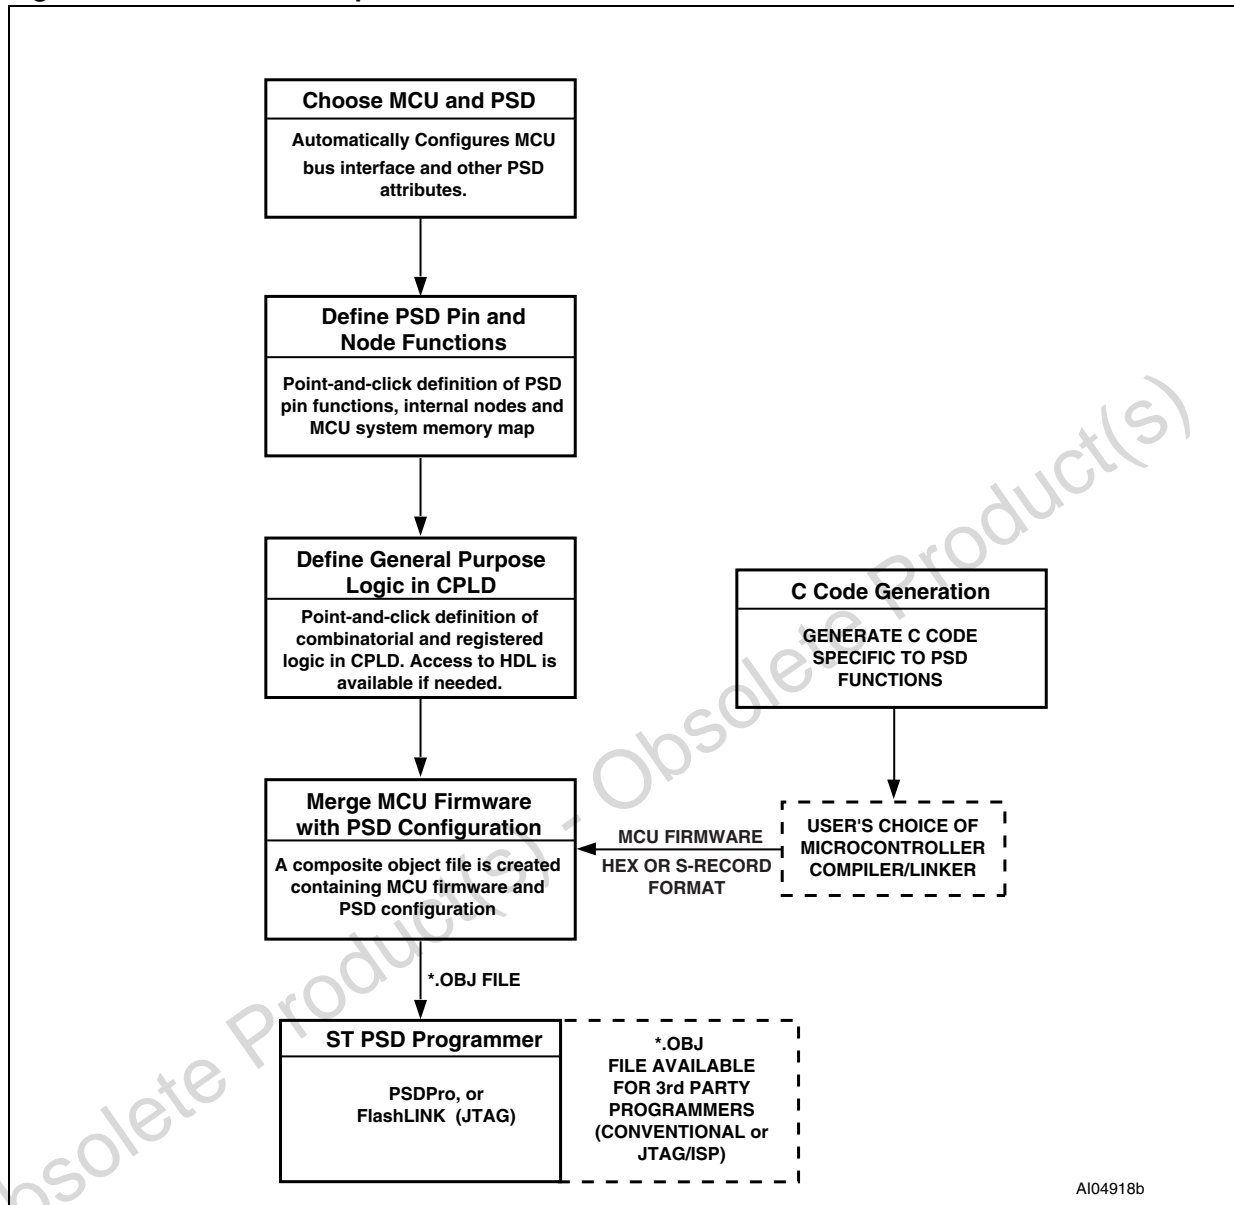 Choose MCU and PSD
Automatically Configures MCU
bus interface and other PSD
attributes.
Define PSD Pin and
Node Functions
Point-and-click definition of PSD
pin functions, internal nodes and
MCU system memory map
Define General Purpose
Logic in CPLD
Point-and-click definition of
combinatorial and registered
logic in CPLD. Access to HDL is
available if needed.
C Code Generation
GENERATE C CODE
SPECIFIC TO PSD
FUNCTIONS
Merge MCU Firmware
with PSD Configuration
A composite object file is created
containing MCU firmware and
PSD configuration
MCU FIRMWARE
HEX OR S-RECORD
FORMAT
USER'S CHOICE OF
MICROCONTROLLER
COMPILER/LINKER
*.OBJ FILE
ST PSD Programmer
PSDPro, or
FlashLINK (JTAG)
*.OBJ
FILE AVAILABLE
FOR 3rd PARTY
PROGRAMMERS
(CONVENTIONAL or
JTAG/ISP)
AI04918b
Obsolete Product(s) - Obsolete Product(s)